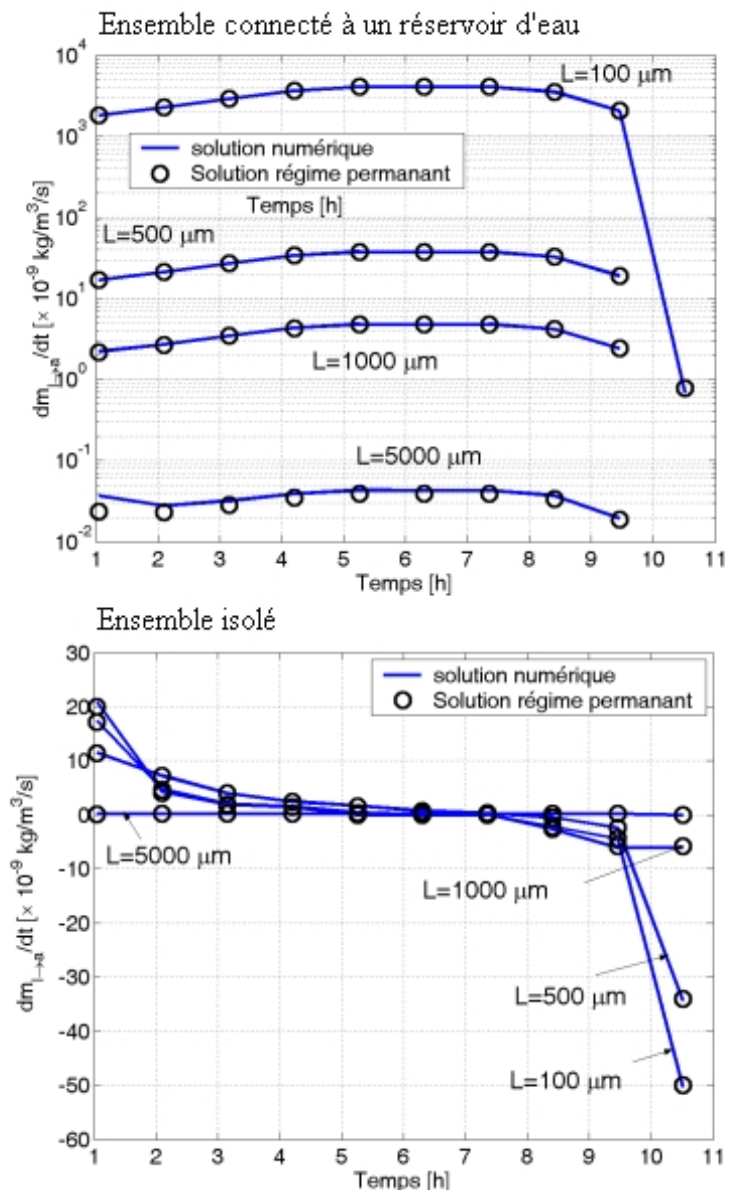 Ensemble connecté à un réservoir d'eau
10^4
10^3
10^2
10^1
10^0
10^-1
10^-2
dm_l→a/dt [× 10^-9 kg/m^3/s]
L=100 μm
solution numérique
Solution régime permanant
Temps [h]
L=500 μm
L=1000 μm
L=5000 μm
1 2 3 4 5 6 7 8 9 10 11
Temps [h]
Ensemble isolé
30
20
10
0
-10
-20
-30
-40
-50
-60
dm_l→a/dt [× 10^-9 kg/m^3/s]
solution numérique
Solution régime permanant
L=5000 μm
L=1000 μm
L=500 μm
L=100 μm
1 2 3 4 5 6 7 8 9 10 11
Temps [h]